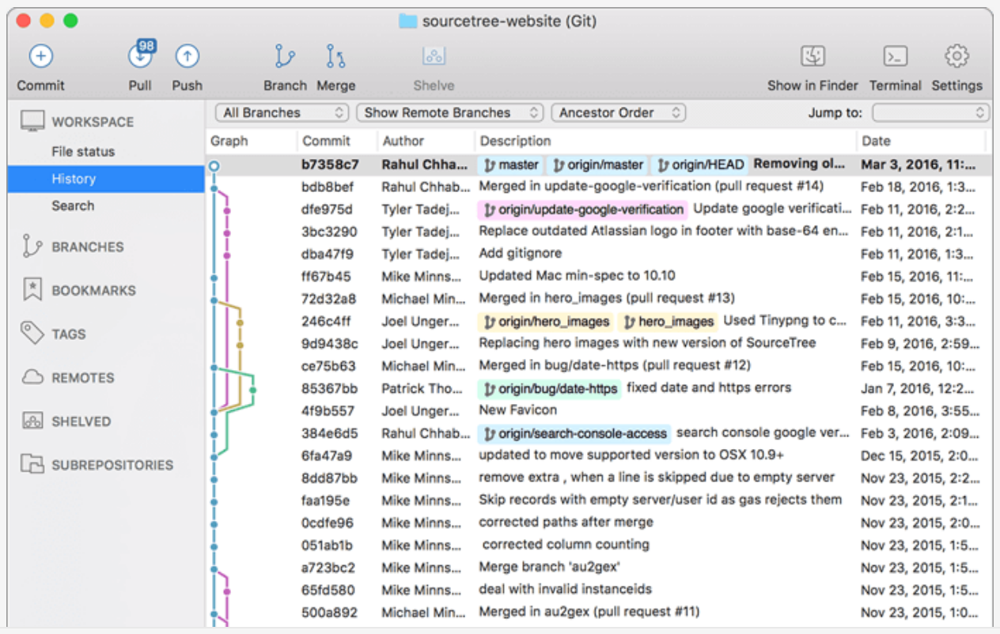 sourcetree-website (Git)
98
Commit Pull Push Branch Merge Shelve Show in Finder Terminal Settings
All Branches Show Remote Branches Ancestor Order Jump to:
WORKSPACE
File status
History
Search
BRANCHES
BOOKMARKS
TAGS
REMOTES
SHELVED
SUBREPOSITORIES
Graph Commit Author Description Date
b7358c7 Rahul Chha... master origin/master origin/HEAD Removing ol... Mar 3, 2016, 11:...
bdb8bef Rahul Chhab... Merged in update-google-verification (pull request #14) Feb 18, 2016, 1:3...
dfe975d Tyler Tadej... origin/update-google-verification Update google verificati... Feb 11, 2016, 2:2...
3bc3290 Tyler Tadej... Replace outdated Atlassian logo in footer with base-64 en... Feb 11, 2016, 2:1...
dba47f9 Tyler Tadej... Add gitignore Feb 11, 2016, 1:3...
ff67b45 Mike Minns... Updated Mac min-spec to 10.10 Feb 15, 2016, 11:...
72d32a8 Michael Min... Merged in hero_images (pull request #13) Feb 15, 2016, 10:...
246c4ff Joel Unger... origin/hero_images hero_images Used Tinypng to c... Feb 11, 2016, 3:3...
9d9438c Joel Unger... Replacing hero images with new version of SourceTree Feb 9, 2016, 2:59...
ce75b63 Michael Min... Merged in bug/date-https (pull request #12) Feb 15, 2016, 10:...
85367bb Patrick Tho... origin/bug/date-https fixed date and https errors Jan 7, 2016, 12:2...
4f9b557 Joel Unger... New Favicon Feb 8, 2016, 3:55...
384e6d5 Rahul Chhab... origin/search-console-access search console google ver... Feb 3, 2016, 2:09...
6fa47a9 Mike Minns... updated to move supported version to OSX 10.9+ Dec 15, 2015, 2:0...
8dd87bb Mike Minns... remove extra , when a line is skipped due to empty server Nov 23, 2015, 2:2...
faa195e Mike Minns... Skip records with empty server/user id as gas rejects them Nov 23, 2015, 2:1...
0cdfe96 Mike Minns... corrected paths after merge Nov 23, 2015, 2:0...
051ab1b Mike Minns... corrected column counting Nov 23, 2015, 1:5...
a723bc2 Mike Minns... Merge branch 'au2gex' Nov 23, 2015, 1:5...
65fd580 Mike Minns... deal with invalid instanceids Nov 23, 2015, 1:5...
500a892 Michael Min... Merged in au2gex (pull request #11) Nov 23, 2015, 1:0...